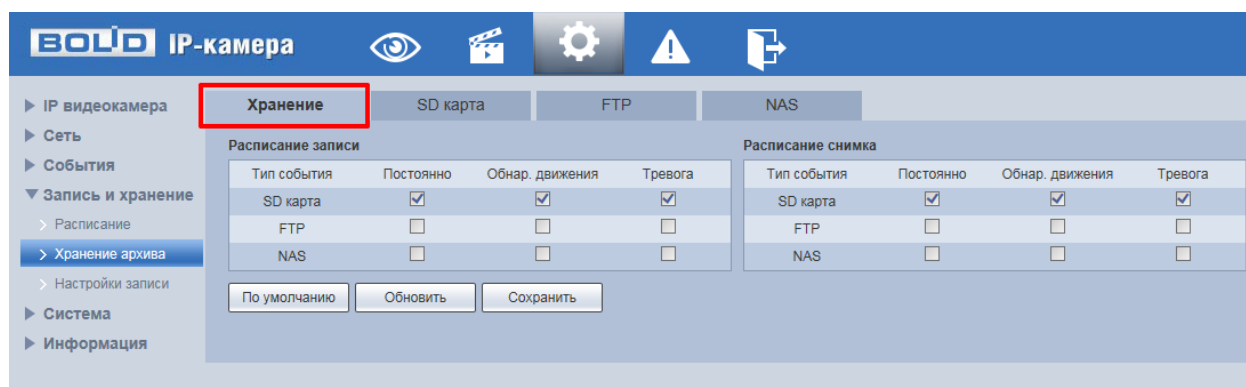 BOLID IP-камера
IP видеокамера
Сеть
События
Запись и хранение
Расписание
Хранение архива
Настройки записи
Система
Информация
Хранение SD карта FTP NAS
Расписание записи
Тип события Постоянно Обнар. движения Тревога
SD карта
FTP
NAS
Расписание снимка
Тип события Постоянно Обнар. движения Тревога
SD карта
FTP
NAS
По умолчанию Обновить Сохранить